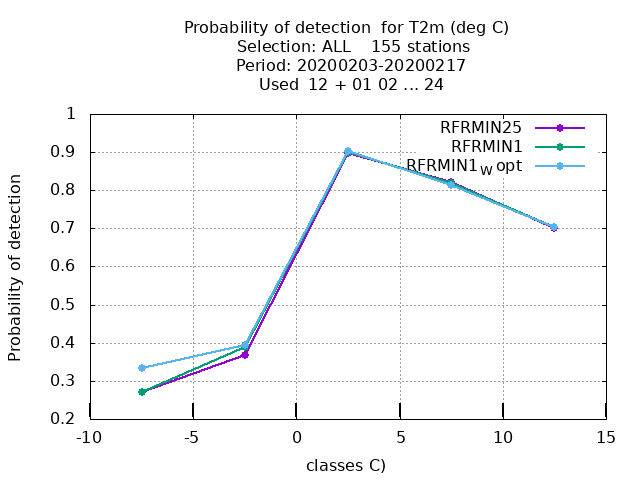 Probability of detection  for T2m (deg C)
Selection: ALL    155 stations
Period: 20200203-20200217
Used  12 + 01 02 ... 24
Probability of detection
1
0.9
0.8
0.7
0.6
0.5
0.4
0.3
0.2
RFRMIN25
RFRMIN1
RFRMIN1W opt
-10 -5 0 5 10 15
classes C)